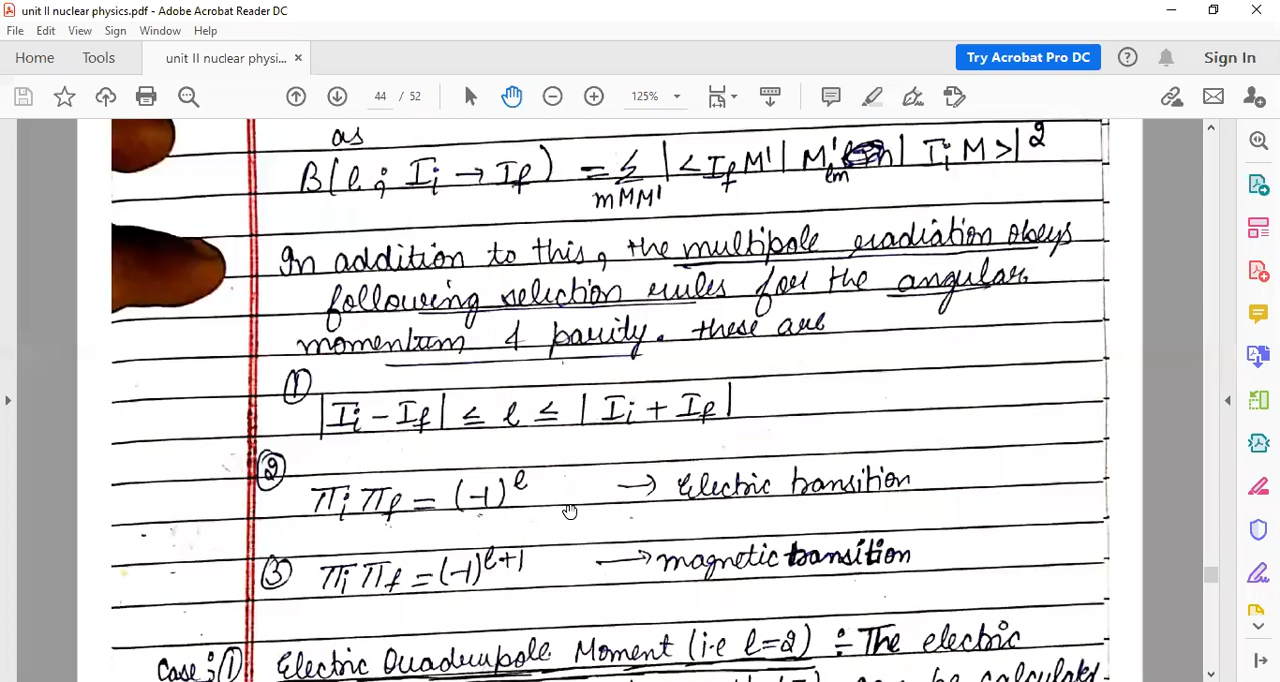 unit II nuclear physics.pdf - Adobe Acrobat Reader DC
File Edit View Sign Window Help
Home Tools unit II nuclear physi... × Try Acrobat Pro DC Sign In
44 / 52 125%
as
B(l ; Ii → If) = Σ |<If M'| M'lm | Ii M>|²
mMM'
In addition to this, the multipole radiation obeys
following selection rules for the angular
momentum & parity. these are
①
|Ii - If| ≤ l ≤ |Ii + If|
②
πi πf = (-1)^l → Electric transition
③ πi πf = (-1)^l+1 → magnetic transition
Case:① Electric Quadrupole Moment (i.e l=2) ÷ The electric
can be calculated